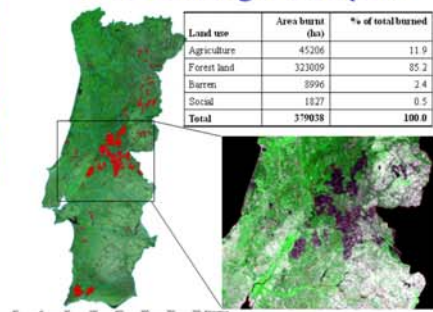 Land use Area burnt (ha) % of total burned
Agriculture 45206 11.9
Forest land 323009 85.2
Barren 8996 2.4
Social 1827 0.5
Total 379038 100.0